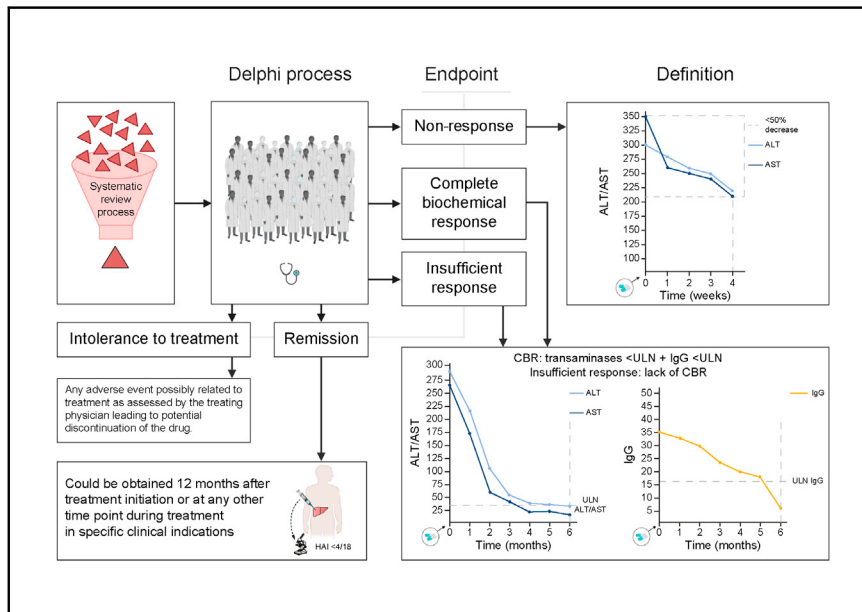 Delphi process
Endpoint
Definition
Systematic
review
process
Non-response
Complete
biochemical
response
Insufficient
response
350
325
300
275
250
225
200
175
150
125
100
ALT/AST
0 1 2 3 4
Time (weeks)
<50%
decrease
ALT
AST
Intolerance to treatment
Remission
Any adverse event possibly related to
treatment as assessed by the treating
physician leading to potential
discontinuation of the drug.
Could be obtained 12 months after
treatment initiation or at any other
time point during treatment
in specific clinical indications
HAI <4/18
CBR: transaminases <ULN + IgG <ULN
Insufficient response: lack of CBR
300
275
250
225
200
175
150
125
100
75
50
25
ALT/AST
0 1 2 3 4 5 6
Time (months)
ALT
AST
ULN
ALT/AST
50
45
40
35
30
25
20
15
10
5
IgG
0 1 2 3 4 5 6
Time (months)
IgG
ULN IgG